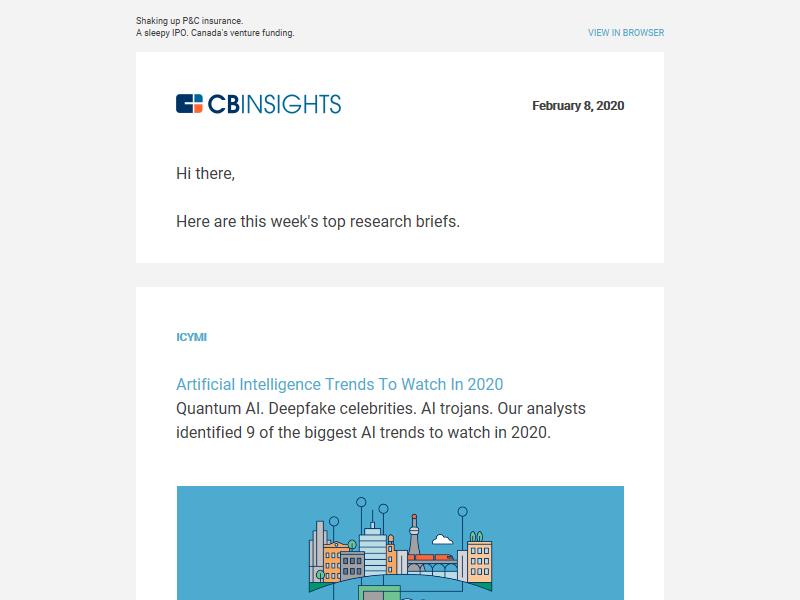 Shaking up P&C insurance.
A sleepy IPO. Canada's venture funding.
VIEW IN BROWSER
CBINSIGHTS
February 8, 2020
Hi there,
Here are this week's top research briefs.
ICYMI
Artificial Intelligence Trends To Watch In 2020
Quantum AI. Deepfake celebrities. AI trojans. Our analysts
identified 9 of the biggest AI trends to watch in 2020.